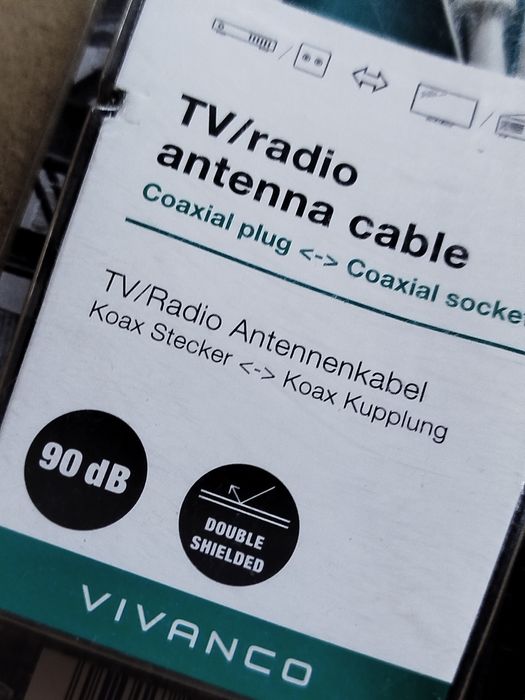 TV/radio
antenna cable
Coaxial plug <-> Coaxial socke
TV/Radio Antennenkabel
Koax Stecker <-> Koax Kupplung
90 dB
DOUBLE
SHIELDED
VIVANCO